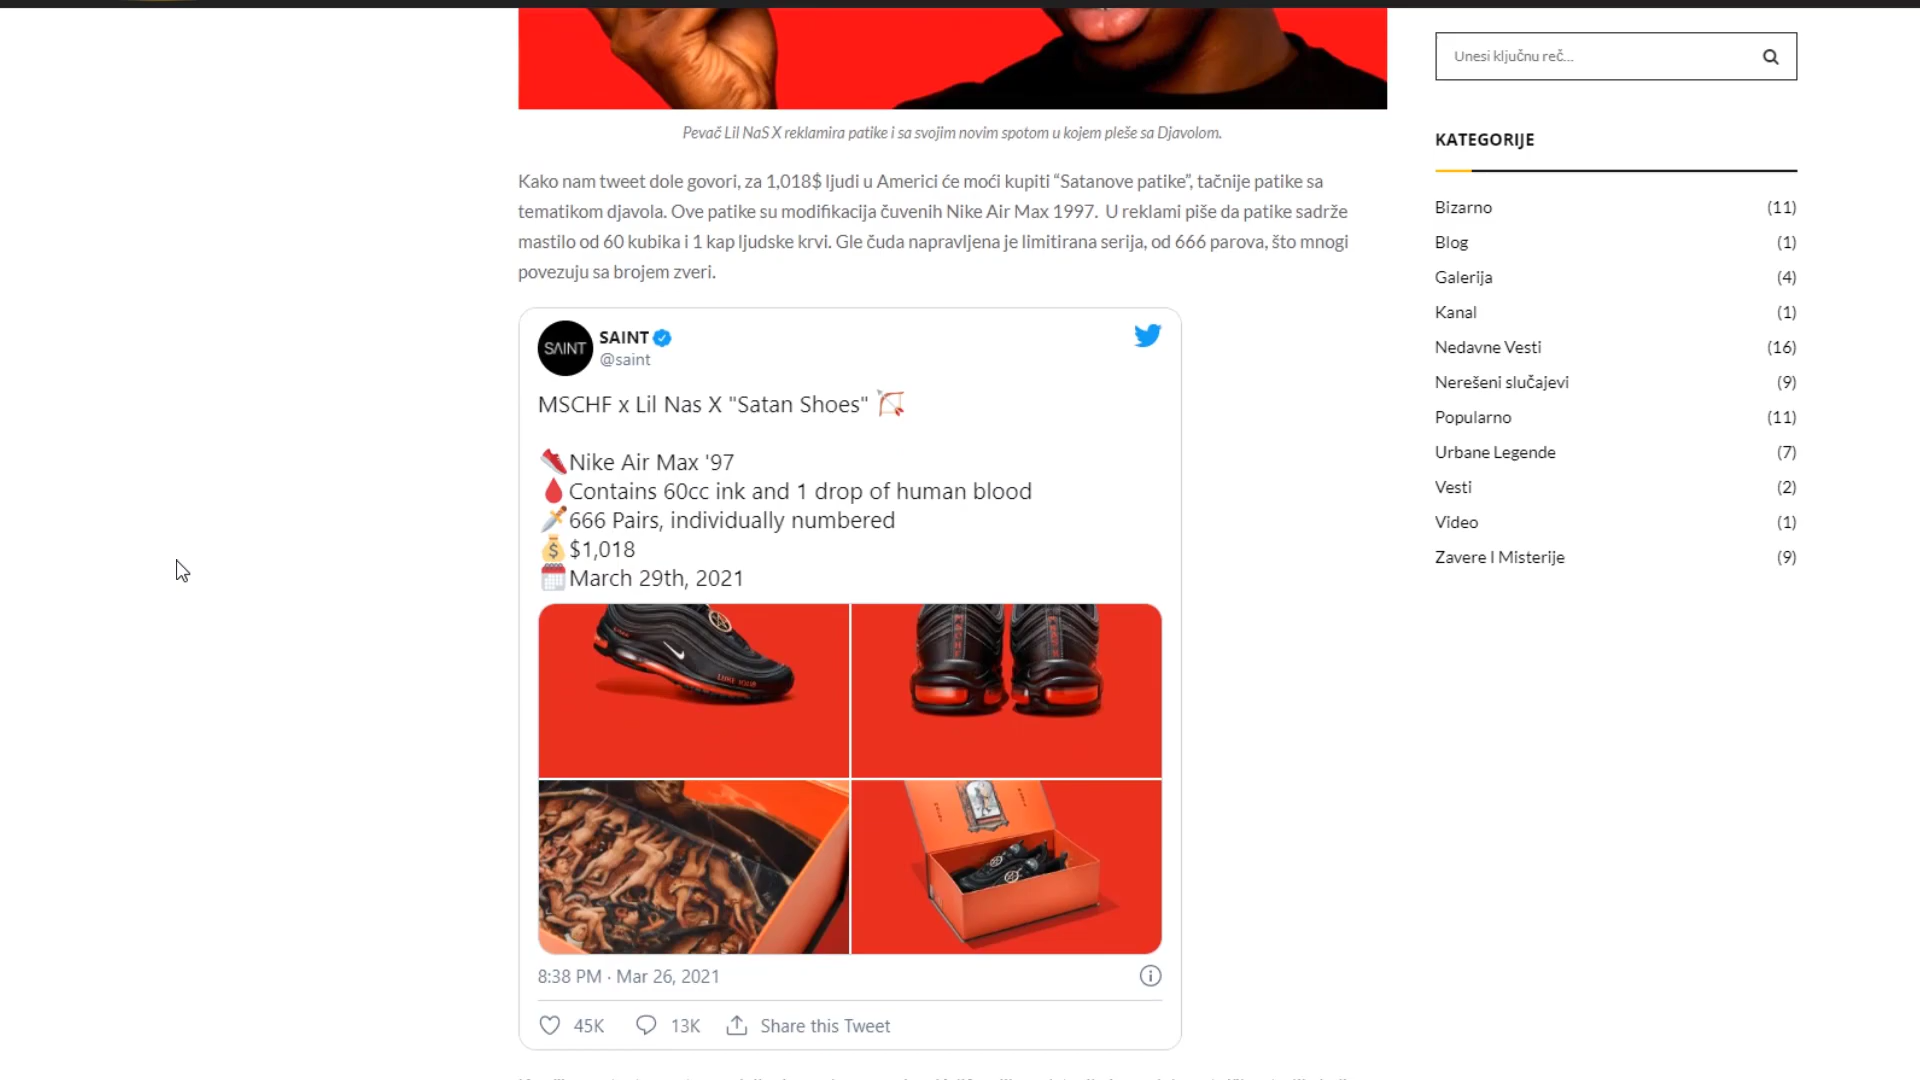 Unesi ključnu reč...
Pevač Lil NaS X reklamira patike i sa svojim novim spotom u kojem pleše sa Djavolom.
Kako nam tweet dole govori, za 1,018$ ljudi u Americi će moći kupiti “Satanove patike”, tačnije patike sa
tematikom djavola. Ove patike su modifikacija čuvenih Nike Air Max 1997. U reklami piše da patike sadrže
mastilo od 60 kubika i 1 kap ljudske krvi. Gle čuda napravljena je limitirana serija, od 666 parova, što mnogi
povezuju sa brojem zveri.
SAINT
SAINT
@saint
MSCHF x Lil Nas X "Satan Shoes"
Nike Air Max '97
Contains 60cc ink and 1 drop of human blood
666 Pairs, individually numbered
$1,018
March 29th, 2021
8:38 PM · Mar 26, 2021
45K 13K Share this Tweet
KATEGORIJE
Bizarno (11)
Blog (1)
Galerija (4)
Kanal (1)
Nedavne Vesti (16)
Nerešeni slučajevi (9)
Popularno (11)
Urbane Legende (7)
Vesti (2)
Video (1)
Zavere I Misterije (9)